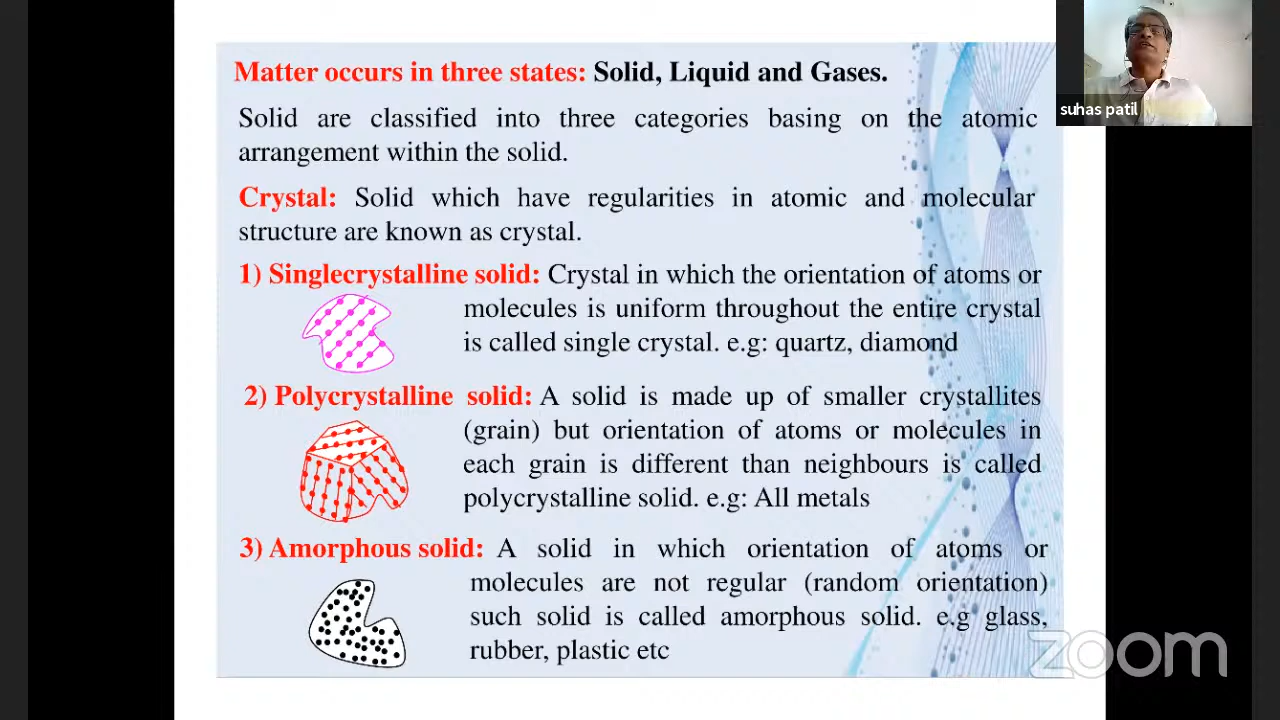 Matter occurs in three states: Solid, Liquid and Gases.
Solid are classified into three categories basing on the atomic
arrangement within the solid.
Crystal: Solid which have regularities in atomic and molecular
structure are known as crystal.
1) Singlecrystalline solid: Crystal in which the orientation of atoms or
molecules is uniform throughout the entire crystal
is called single crystal. e.g: quartz, diamond
2) Polycrystalline solid: A solid is made up of smaller crystallites
(grain) but orientation of atoms or molecules in
each grain is different than neighbours is called
polycrystalline solid. e.g: All metals
3) Amorphous solid: A solid in which orientation of atoms or
molecules are not regular (random orientation)
such solid is called amorphous solid. e.g glass,
rubber, plastic etc
suhas patil
zoom